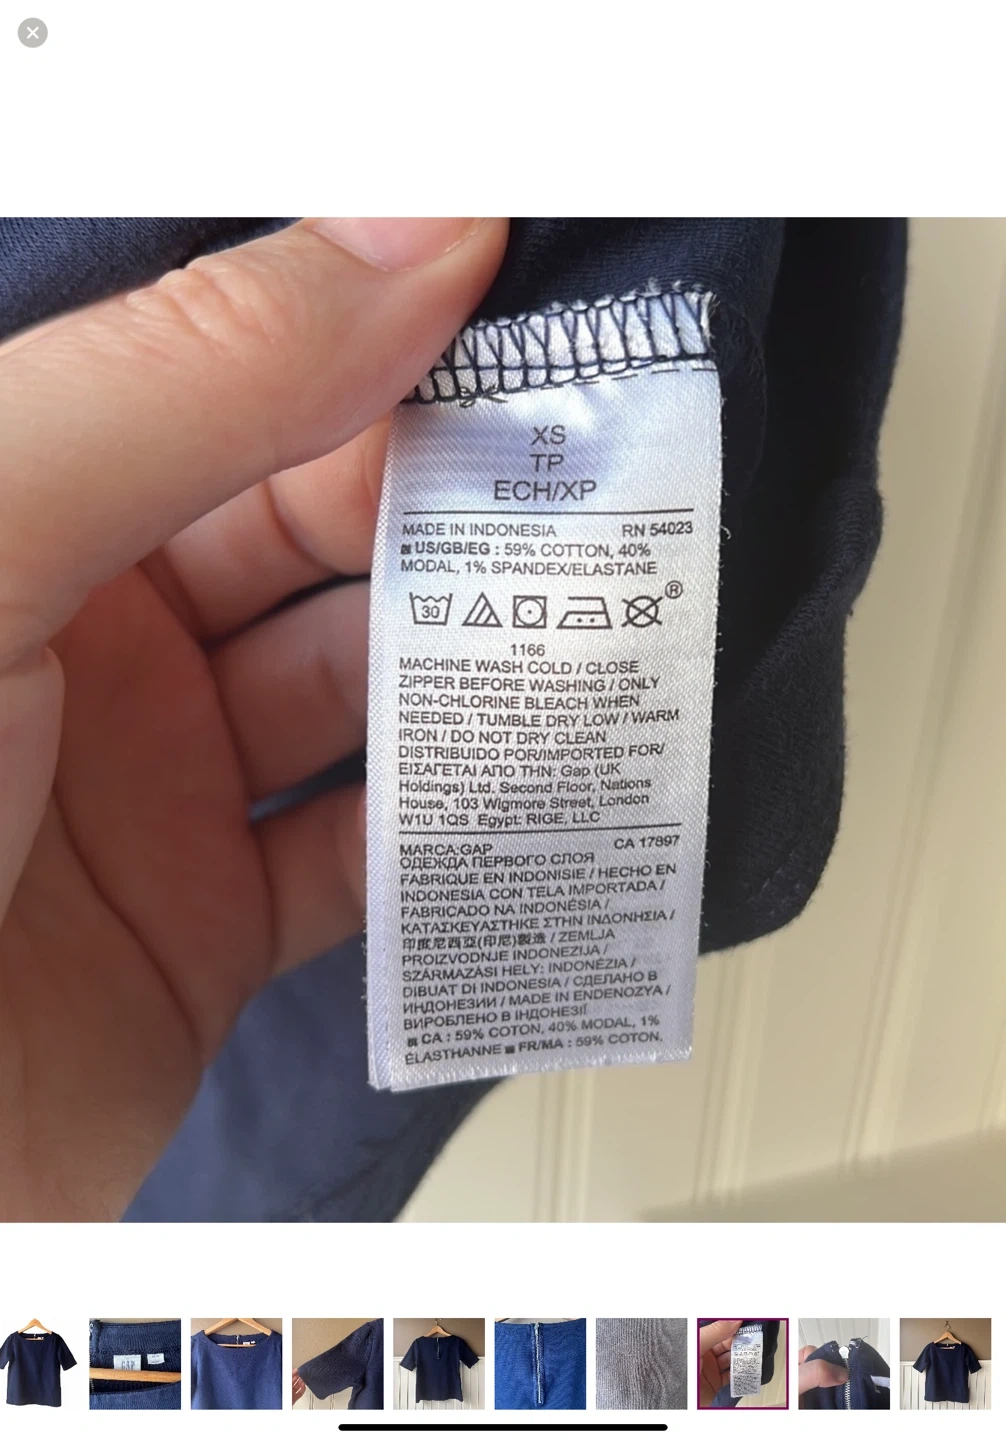 XS
TP
ECH/XP
MADE IN INDONESIA RN 54023
US/GB/EG : 59% COTTON, 40%
MODAL, 1% SPANDEX/ELASTANE
30
®
1166
MACHINE WASH COLD / CLOSE
ZIPPER BEFORE WASHING / ONLY
NON-CHLORINE BLEACH WHEN
NEEDED / TUMBLE DRY LOW / WARM
IRON / DO NOT DRY CLEAN
DISTRIBUIDO POR/IMPORTED FOR/
ΕΙΣΑΓΕΤΑΙ ΑΠΟ ΤΗΝ: Gap (UK
Holdings) Ltd. Second Floor, Nations
House, 103 Wigmore Street, London
W1U 1QS Egypt: RIGE, LLC
MARCA:GAP CA 17897
ОДЕЖДА ПЕРВОГО СЛОЯ
FABRIQUE EN INDONISIE / HECHO EN
INDONESIA CON TELA IMPORTADA /
FABRICADO NA INDONÉSIA /
ΚΑΤΑΣΚΕΥΑΣΤΗΚΕ ΣΤΗΝ ΙΝΔΟΝΗΣΙΑ /
印度尼西亞(印尼)製造 / ZEMLJA
PROIZVODNJE INDONEZIJA /
SZÁRMAZÁSI HELY: INDONÉZIA /
DIBUAT DI INDONESIA / СДЕЛАНО В
ИНДОНЕЗИИ / MADE IN ENDENOZYA /
ВИРОБЛЕНО В ІНДОНЕЗІЇ
CA : 59% COTON, 40% MODAL, 1%
ÉLASTHANNE FR/MA : 59% COTON.
GAP